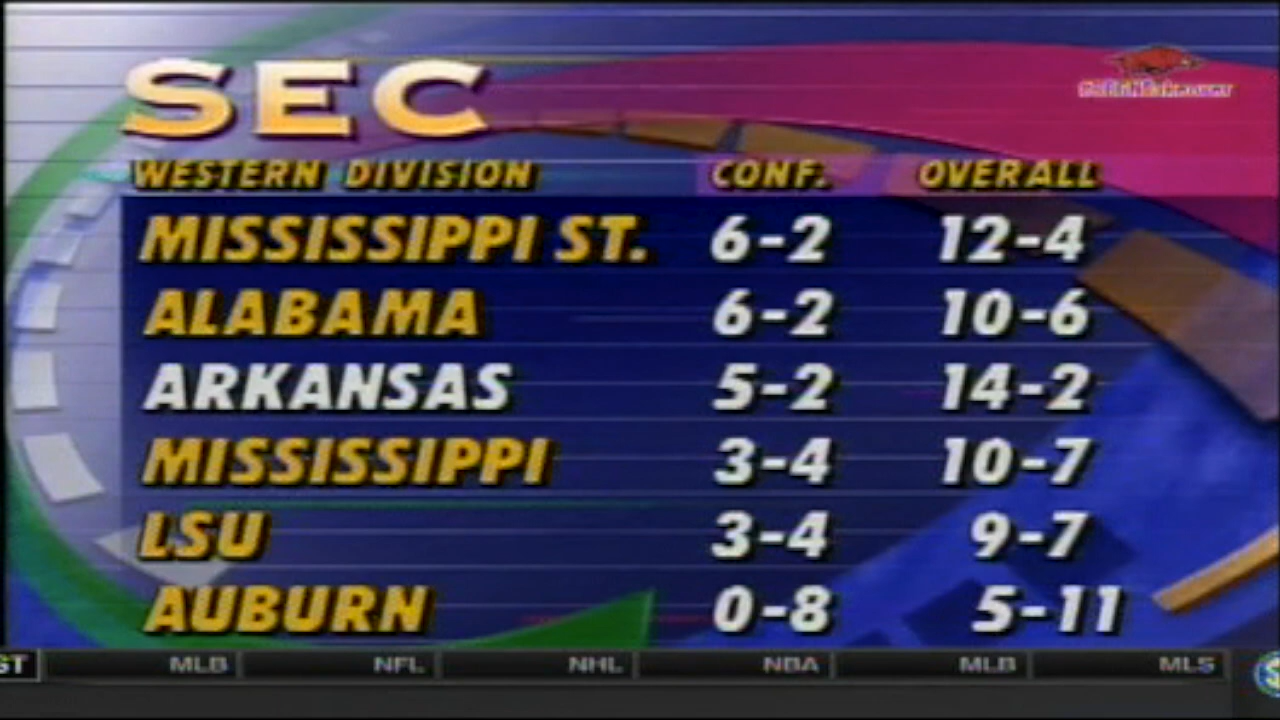 SEC
WESTERN DIVISION CONF. OVERALL
MISSISSIPPI ST. 6-2 12-4
ALABAMA 6-2 10-6
ARKANSAS 5-2 14-2
MISSISSIPPI 3-4 10-7
LSU 3-4 9-7
AUBURN 0-8 5-11
ST MLB NFL NHL NBA MLB MLS